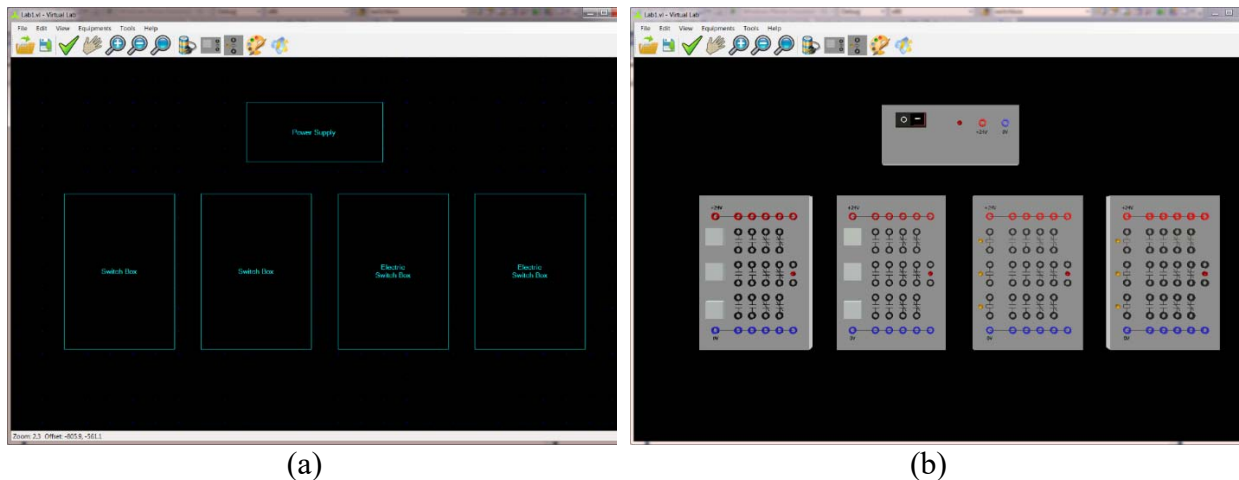 Lab1.vl - Virtual Lab
File Edit View Equipments Tools Help
Power Supply
Switch Box
Switch Box
Electric
Switch Box
Electric
Switch Box
Zoom: 2.3 Offset: -805.9, -561.1
(a)
Lab1.vl - Virtual Lab
File Edit View Equipments Tools Help
+24V 0V
+24V +24V +24V +24V
0V 0V 0V 0V
(b)